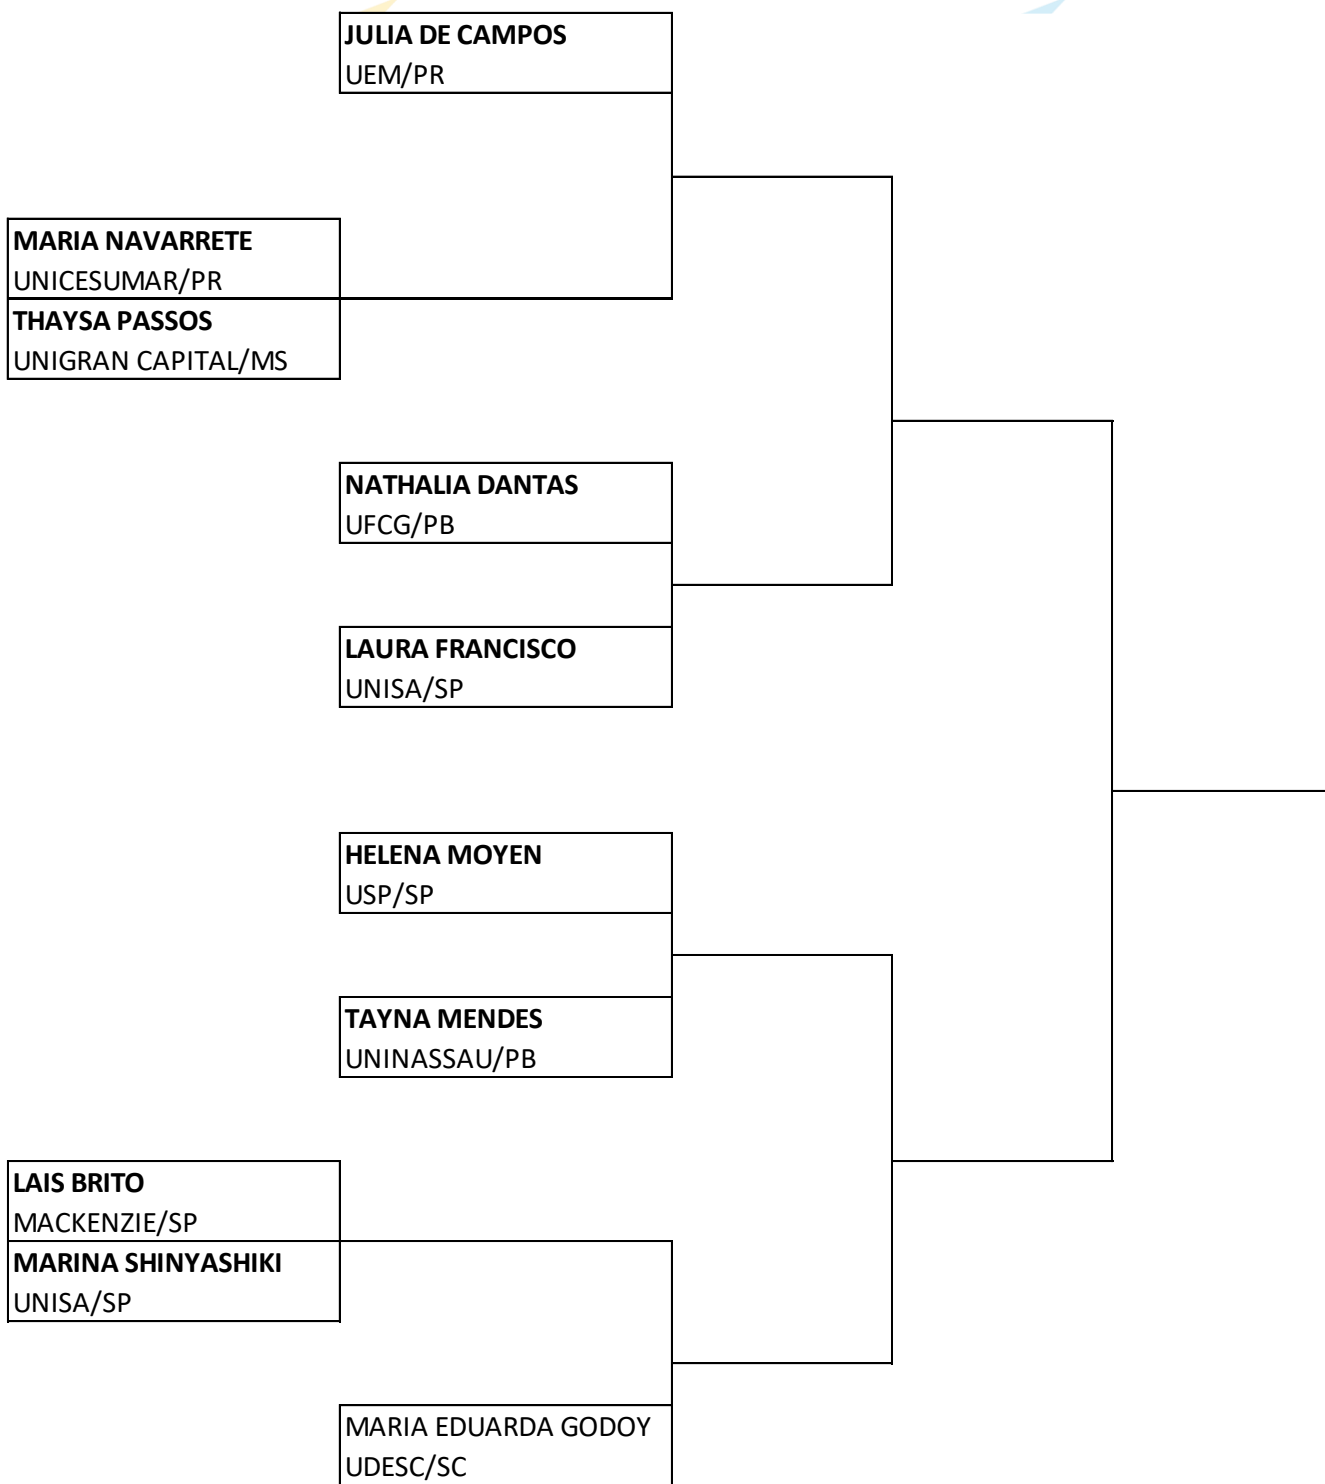 JULIA DE CAMPOS
UEM/PR
MARIA NAVARRETE
UNICESUMAR/PR
THAYSA PASSOS
UNIGRAN CAPITAL/MS
NATHALIA DANTAS
UFCG/PB
LAURA FRANCISCO
UNISA/SP
HELENA MOYEN
USP/SP
TAYNA MENDES
UNINASSAU/PB
LAIS BRITO
MACKENZIE/SP
MARINA SHINYASHIKI
UNISA/SP
MARIA EDUARDA GODOY
UDESC/SC